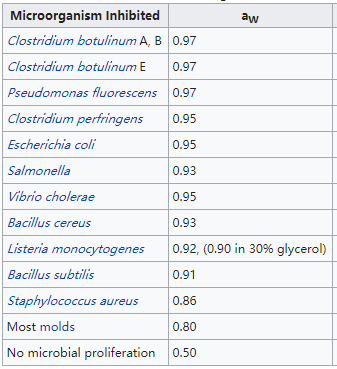 Microorganism Inhibited aw
Clostridium botulinum A, B 0.97
Clostridium botulinum E 0.97
Pseudomonas fluorescens 0.97
Clostridium perfringens 0.95
Escherichia coli 0.95
Salmonella 0.93
Vibrio cholerae 0.95
Bacillus cereus 0.93
Listeria monocytogenes 0.92, (0.90 in 30% glycerol)
Bacillus subtilis 0.91
Staphylococcus aureus 0.86
Most molds 0.80
No microbial proliferation 0.50